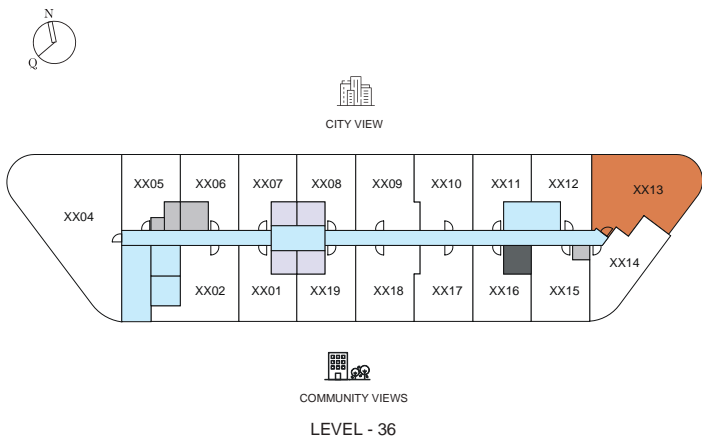 N
Q
CITY VIEW
XX05 XX06 XX07 XX08 XX09 XX10 XX11 XX12 XX13
XX04
XX14
XX02 XX01 XX19 XX18 XX17 XX16 XX15
COMMUNITY VIEWS
LEVEL - 36